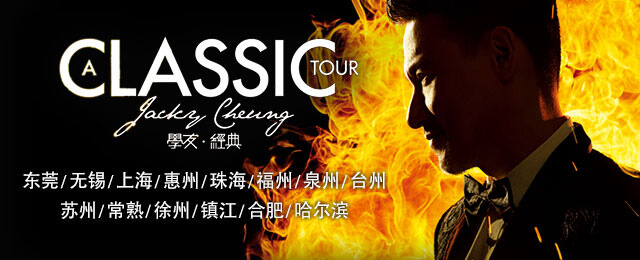 A CLASSIC TOUR
Jacky Cheung
學友·經典
东莞/无锡/上海/惠州/珠海/福州/泉州/台州
苏州/常熟/徐州/镇江/合肥/哈尔滨